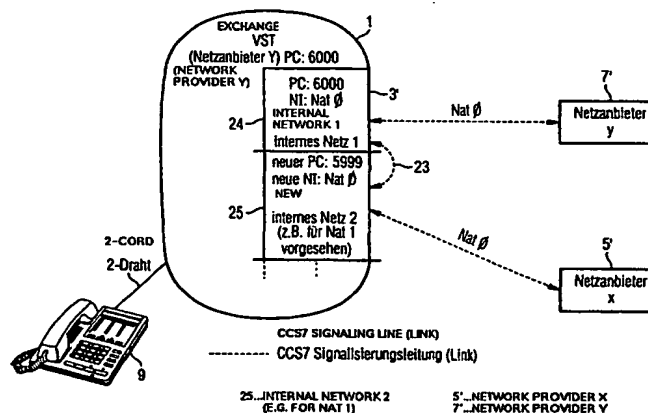 EXCHANGE
VST
1
(Netzanbieter Y) PC: 6000
(NETWORK
PROVIDER Y)
PC: 6000
NI: Nat Ø
3'
24
INTERNAL
NETWORK 1
internes Netz 1
Nat Ø
7'
Netzanbieter
y
neuer PC: 5999
neue NI: Nat Ø
NEW
23
25
internes Netz 2
(z.B. für Nat 1
vorgesehen)
Nat Ø
5'
Netzanbieter
x
2-CORD
2-Draht
9
CCS7 SIGNALING LINE (LINK)
CCS7 Signalisierungsleitung (Link)
25...INTERNAL NETWORK 2
(E.G. FOR NAT 1)
5'...NETWORK PROVIDER X
7'...NETWORK PROVIDER Y